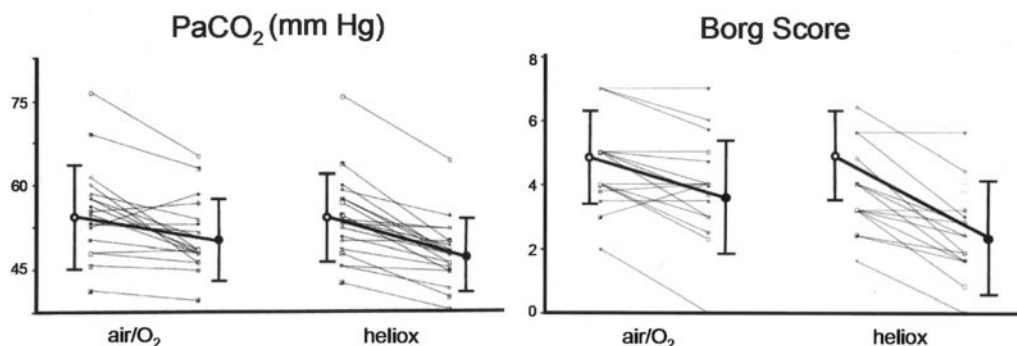 PaCO₂ (mm Hg)
75
60
45
air/O₂
heliox
Borg Score
8
6
4
2
0
air/O₂
heliox